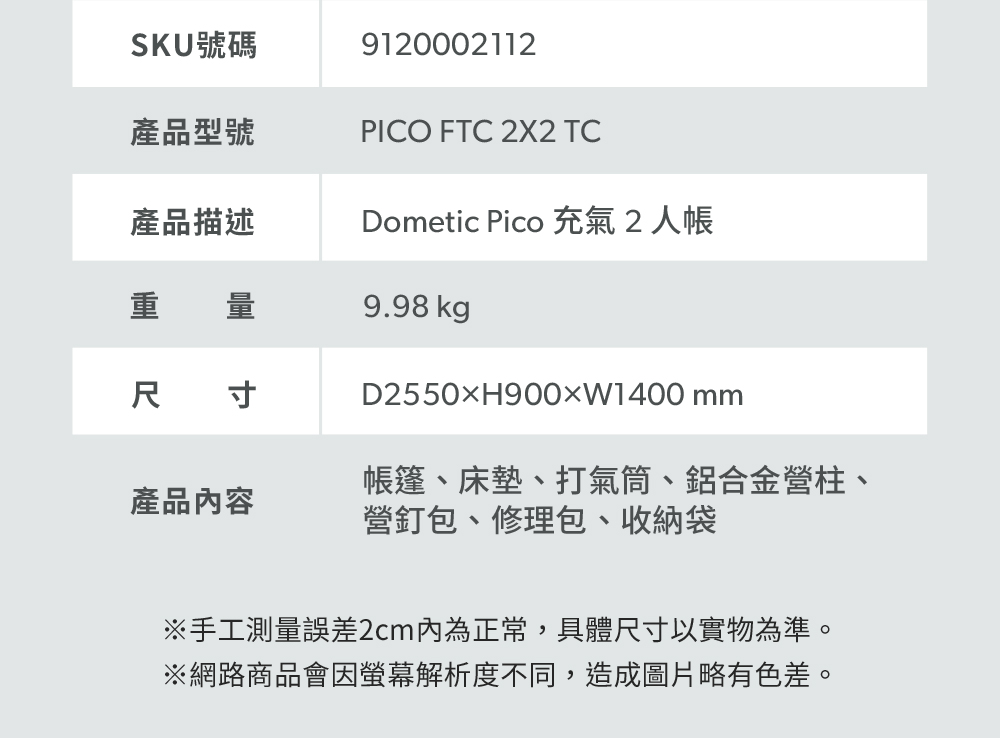 SKU號碼 9120002112
產品型號 PICO FTC 2X2 TC
產品描述 Dometic Pico 充氣 2 人帳
重量 9.98 kg
尺寸 D2550×H900×W1400 mm
產品內容 帳篷、床墊、打氣筒、鋁合金營柱、
營釘包、修理包、收納袋
※手工測量誤差2cm內為正常，具體尺寸以實物為準。
※網路商品會因螢幕解析度不同，造成圖片略有色差。